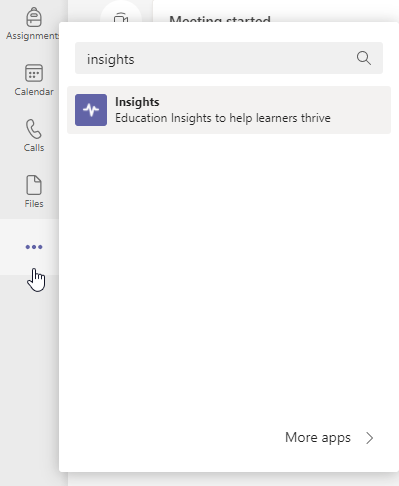 Assignments
Calendar
Calls
Files
Meeting started
insights
Insights
Education Insights to help learners thrive
More apps